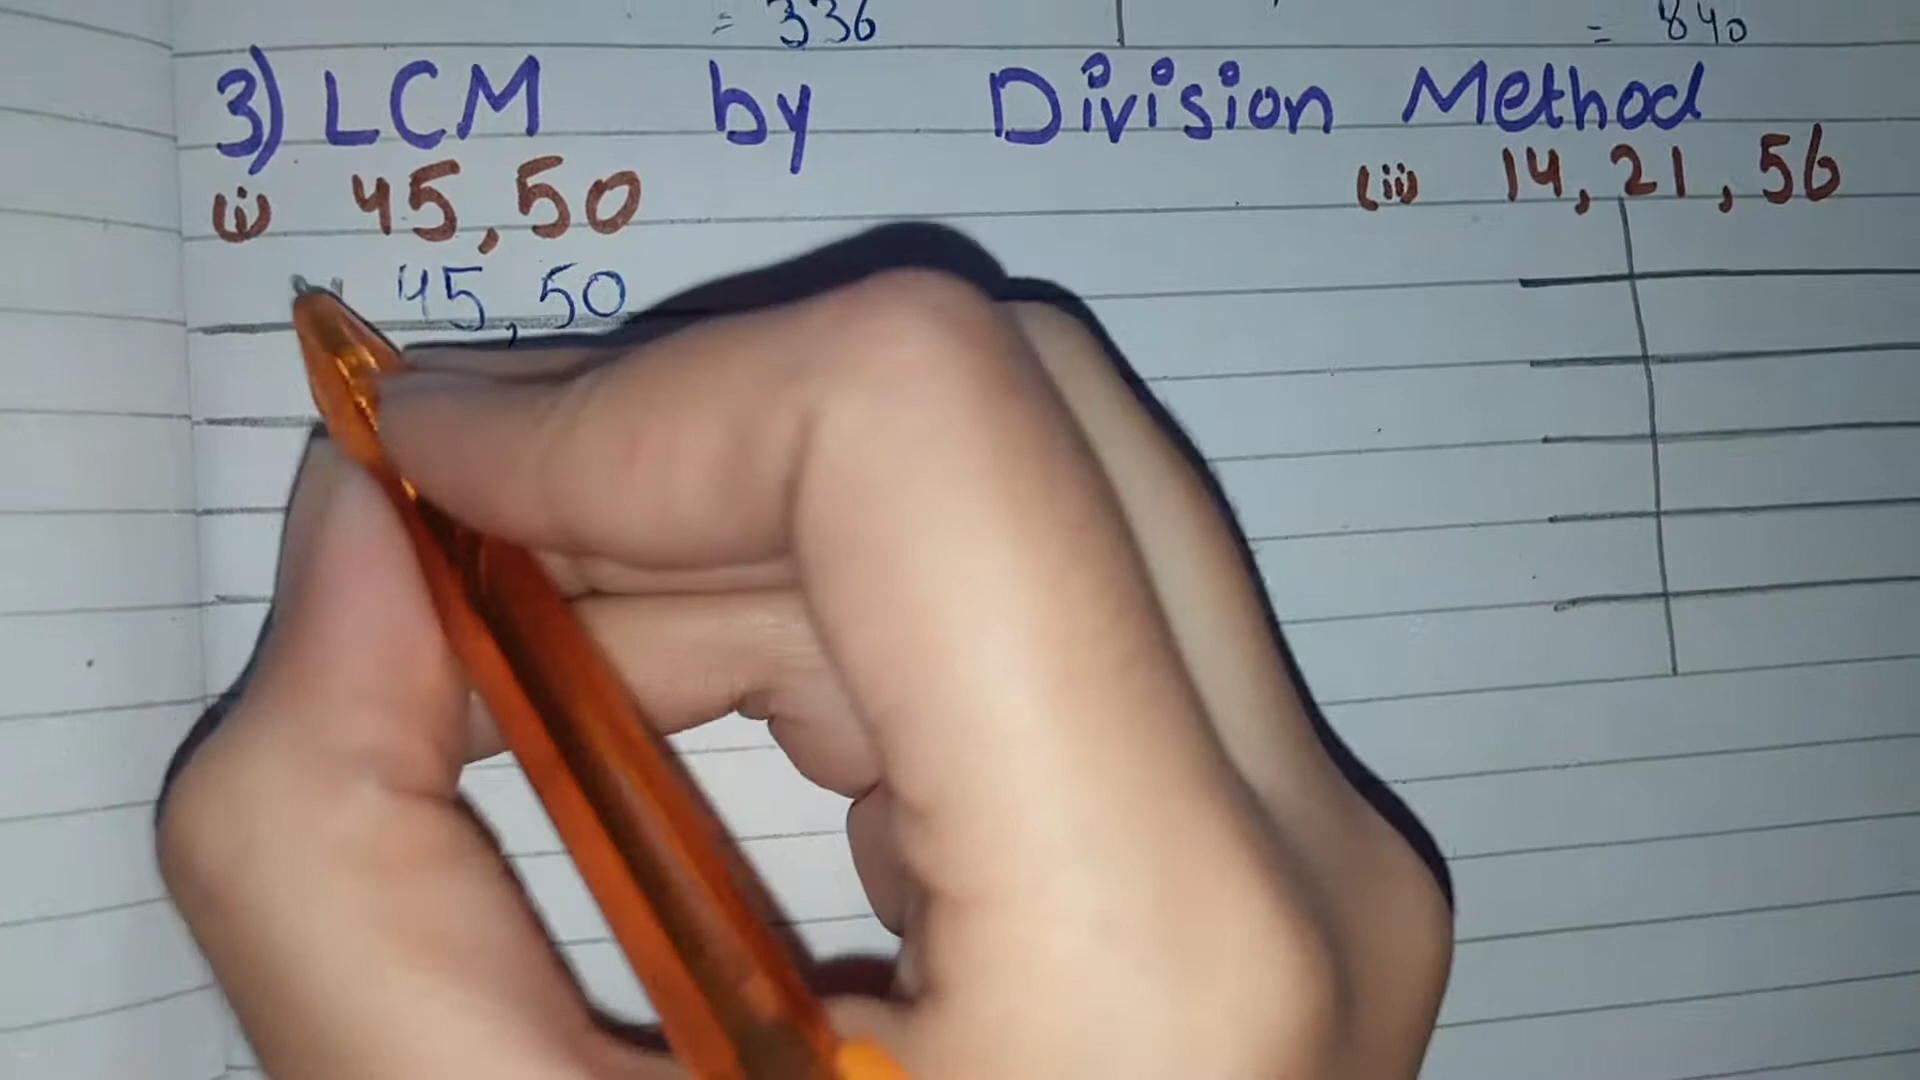 = 336
= 840
3) LCM by Division Method
(i) 45, 50
(ii) 14, 21, 56
45, 50